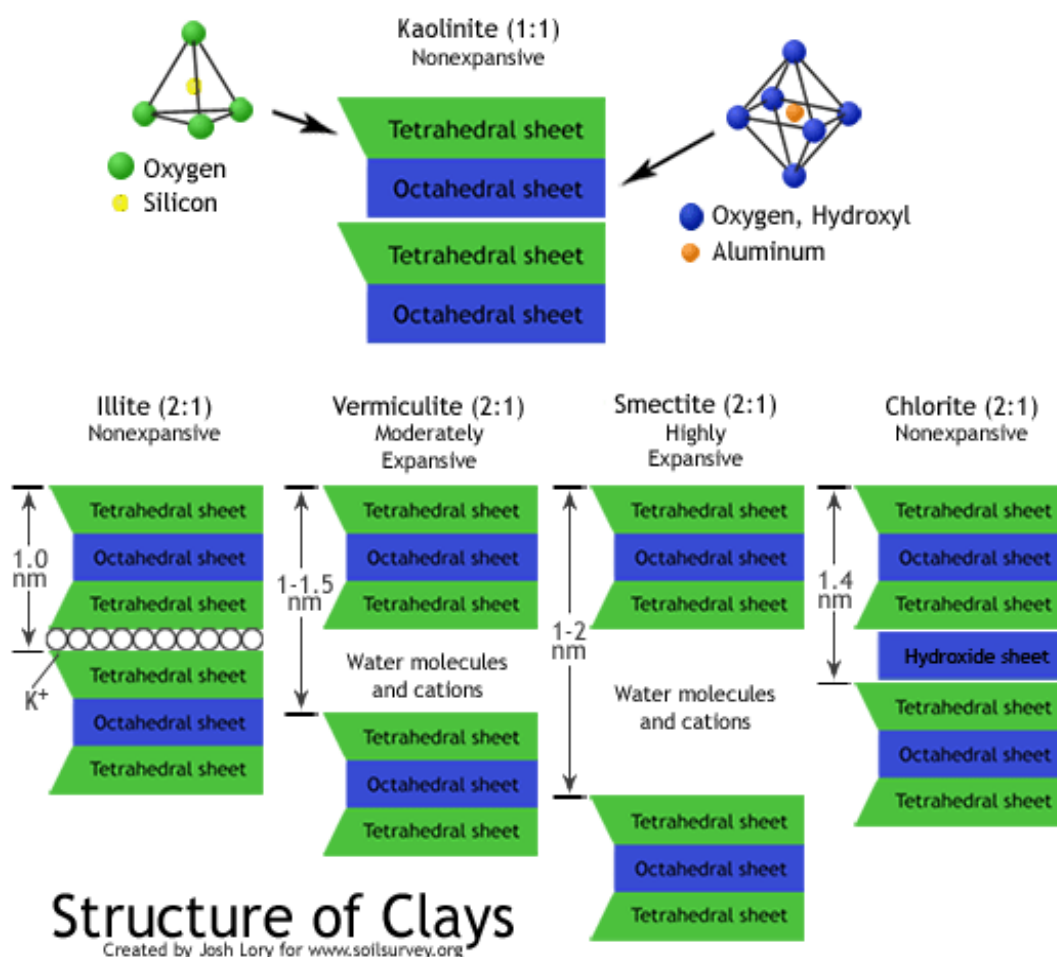 Kaolinite (1:1)
Nonexpansive
Oxygen
Silicon
Tetrahedral sheet
Octahedral sheet
Tetrahedral sheet
Octahedral sheet
Oxygen, Hydroxyl
Aluminum
Illite (2:1)
Nonexpansive
1.0
nm
Tetrahedral sheet
Octahedral sheet
Tetrahedral sheet
K+
Tetrahedral sheet
Octahedral sheet
Tetrahedral sheet
Vermiculite (2:1)
Moderately
Expansive
1-1.5
nm
Tetrahedral sheet
Octahedral sheet
Tetrahedral sheet
Water molecules
and cations
Tetrahedral sheet
Octahedral sheet
Tetrahedral sheet
Smectite (2:1)
Highly
Expansive
1-2
nm
Tetrahedral sheet
Octahedral sheet
Tetrahedral sheet
Water molecules
and cations
Tetrahedral sheet
Octahedral sheet
Tetrahedral sheet
Chlorite (2:1)
Nonexpansive
1.4
nm
Tetrahedral sheet
Octahedral sheet
Tetrahedral sheet
Hydroxide sheet
Tetrahedral sheet
Octahedral sheet
Tetrahedral sheet
Structure of Clays
Created by Josh Lory for www.soilsurvey.org